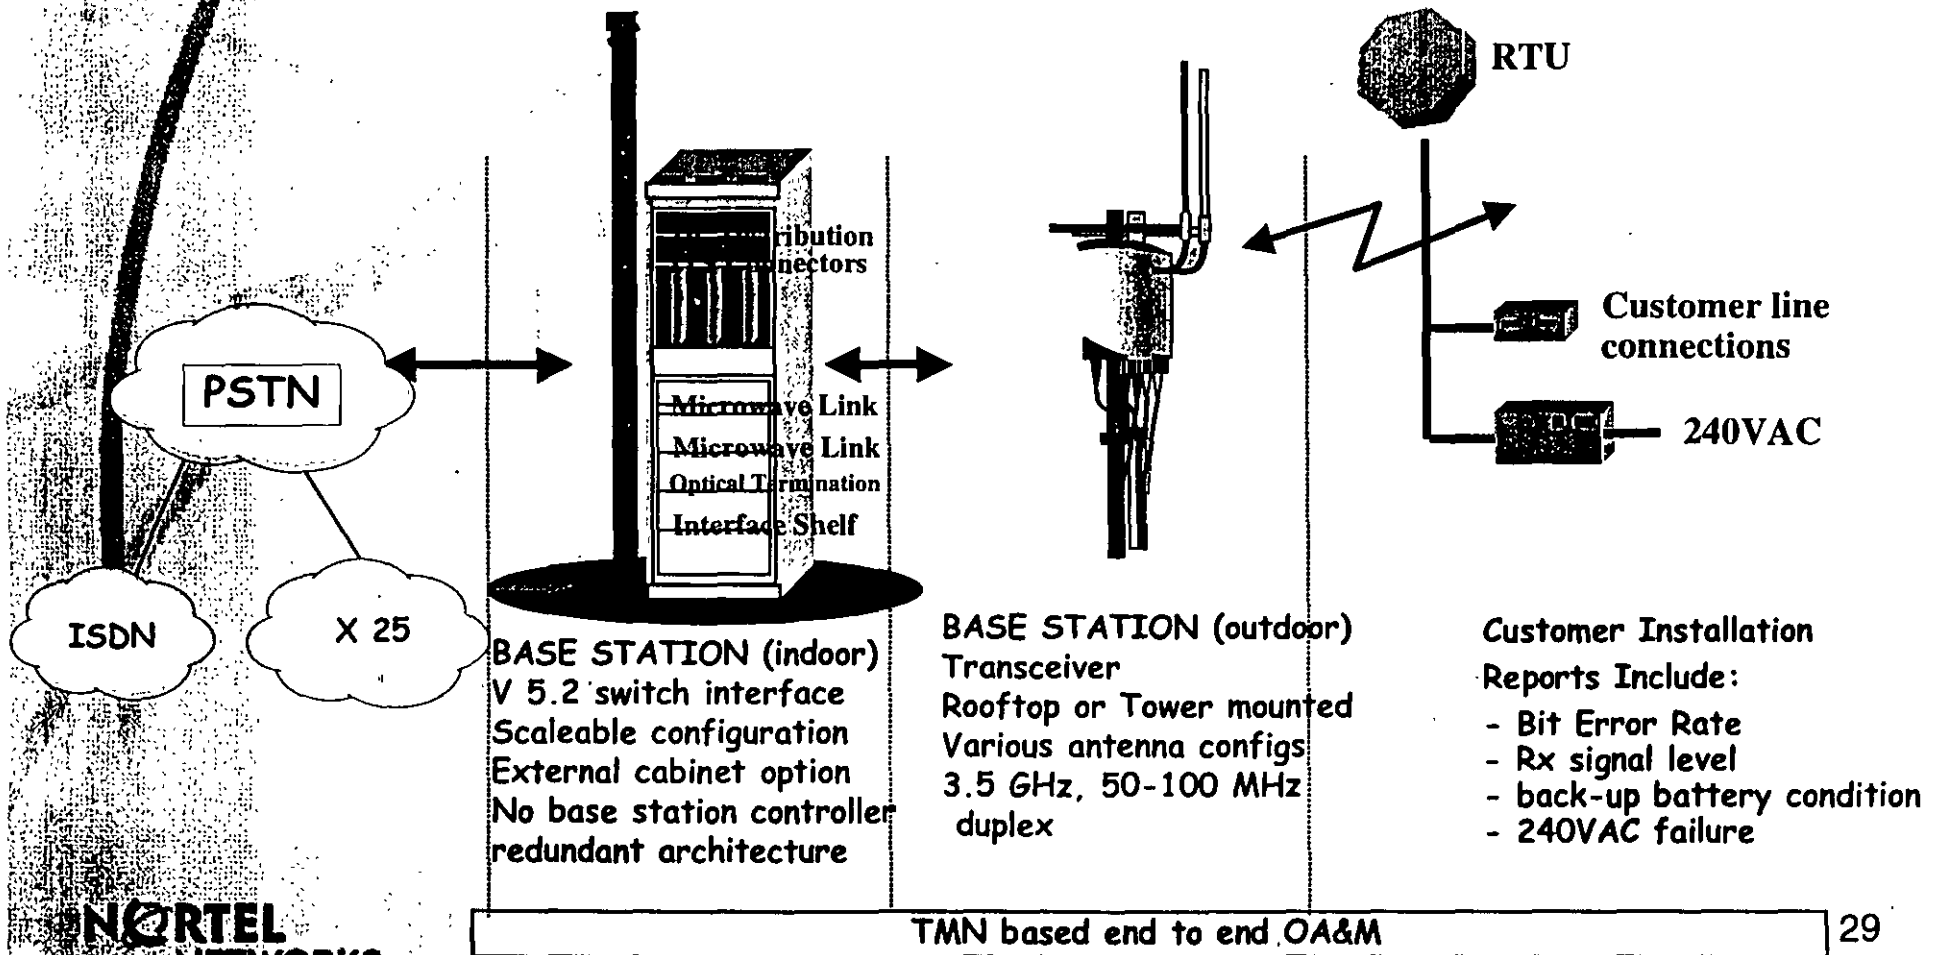 RTU
Customer line
connections
240VAC
PSTN
ISDN
X 25
Microwave Link
Microwave Link
Optical Termination
Interface Shelf
BASE STATION (indoor)
V 5.2 switch interface
Scaleable configuration
External cabinet option
No base station controller
redundant architecture
BASE STATION (outdoor)
Transceiver
Rooftop or Tower mounted
Various antenna configs
3.5 GHz, 50-100 MHz
duplex
Customer Installation
Reports Include:
- Bit Error Rate
- Rx signal level
- back-up battery condition
- 240VAC failure
NORTEL
NETWORKS
TMN based end to end OA&M
29